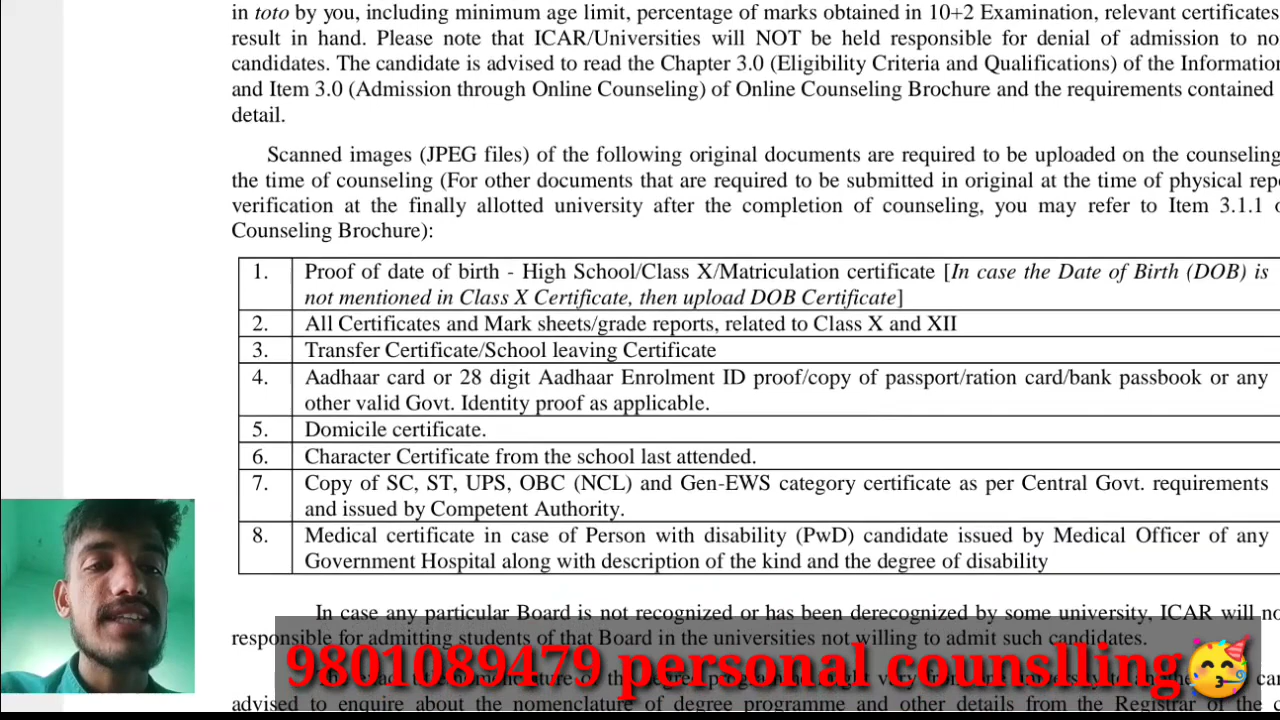 in toto by you, including minimum age limit, percentage of marks obtained in 10+2 Examination, relevant certificates
result in hand. Please note that ICAR/Universities will NOT be held responsible for denial of admission to
candidates. The candidate is advised to read the Chapter 3.0 (Eligibility Criteria and Qualifications) of the
and Item 3.0 (Admission through Online Counseling) of Online Counseling Brochure and the requirements contained
detail.
Scanned images (JPEG files) of the following original documents are required to be uploaded on the counseling
the time of counseling (For other documents that are required to be submitted in original at the time of physical
verification at the finally allotted university after the completion of counseling, you may refer to Item 3.1.1
Counseling Brochure):
1. Proof of date of birth - High School/Class X/Matriculation certificate [In case the Date of Birth (DOB) is
not mentioned in Class X Certificate, then upload DOB Certificate]
2. All Certificates and Mark sheets/grade reports, related to Class X and XII
3. Transfer Certificate/School leaving Certificate
4. Aadhaar card or 28 digit Aadhaar Enrolment ID proof/copy of passport/ration card/bank passbook or any
other valid Govt. Identity proof as applicable.
5. Domicile certificate.
6. Character Certificate from the school last attended.
7. Copy of SC, ST, UPS, OBC (NCL) and Gen-EWS category certificate as per Central Govt. requirements
and issued by Competent Authority.
8. Medical certificate in case of Person with disability (PwD) candidate issued by Medical Officer of any
Government Hospital along with description of the kind and the degree of disability
In case any particular Board is not recognized or has been derecognized by some university, ICAR will
responsible for admitting students of that Board in the universities not willing to admit such candidates.
9801089479 personal counslling🥳
advised to enquire about the nomenclature of degree programme and other details from the Registrar of the